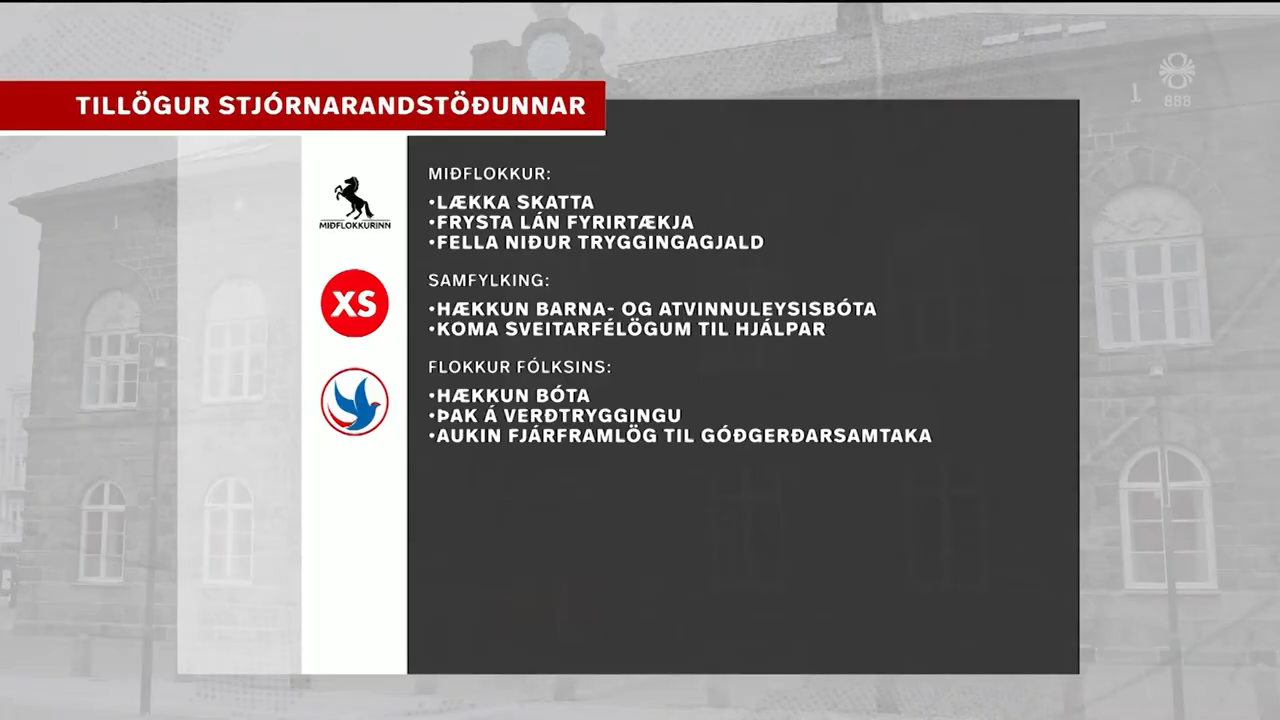 TILLÖGUR STJÓRNARANDSTÖÐUNNAR
888
MIÐFLOKKURINN
MIÐFLOKKUR:
•LÆKKA SKATTA
•FRYSTA LÁN FYRIRTÆKJA
•FELLA NIÐUR TRYGGINGAGJALD
XS
SAMFYLKING:
•HÆKKUN BARNA- OG ATVINNULEYSISBÓTA
•KOMA SVEITARFÉLÖGUM TIL HJÁLPAR
FLOKKUR FÓLKSINS:
•HÆKKUN BÓTA
•ÞAK Á VERÐTRYGGINGU
•AUKIN FJÁRFRAMLÖG TIL GÓÐGERÐARSAMTAKA